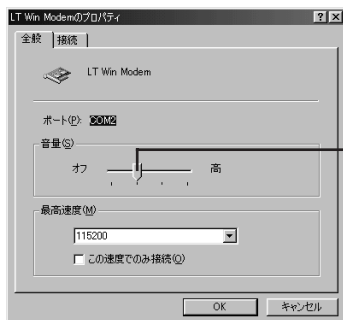 LT Win Modemのプロパティ
全般
接続
LT Win Modem
ポート(P): COM2
音量(S)
オフ
高
最高速度(M)
115200
この速度でのみ接続(O)
OK
キャンセル